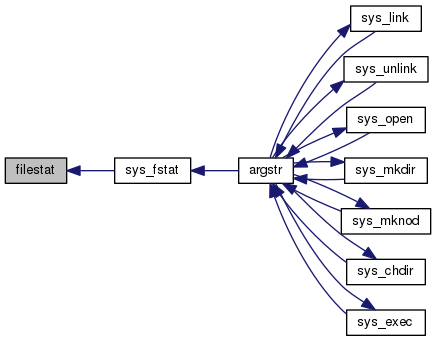 sys_link
sys_unlink
sys_open
filestat
sys_fstat
argstr
sys_mkdir
sys_mknod
sys_chdir
sys_exec